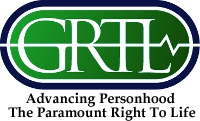 GRTL
Advancing Personhood
The Paramount Right To Life